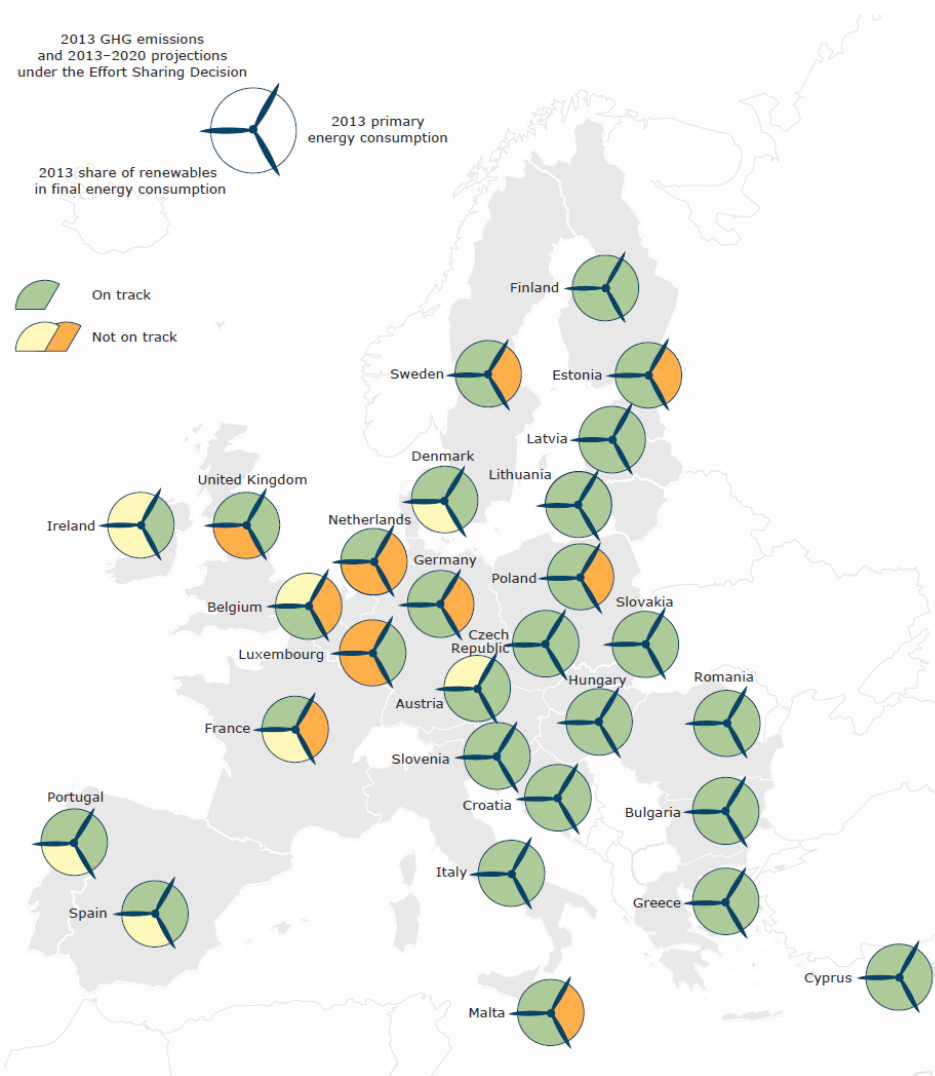 2013 GHG emissions
and 2013–2020 projections
under the Effort Sharing Decision
2013 primary
energy consumption
2013 share of renewables
in final energy consumption
On track
Not on track
Finland
Sweden
Estonia
Latvia
Denmark
Lithuania
United Kingdom
Ireland
Netherlands
Germany
Poland
Belgium
Slovakia
Czech
Republic
Luxembourg
Hungary
Romania
Austria
France
Slovenia
Portugal
Croatia
Bulgaria
Italy
Greece
Spain
Cyprus
Malta